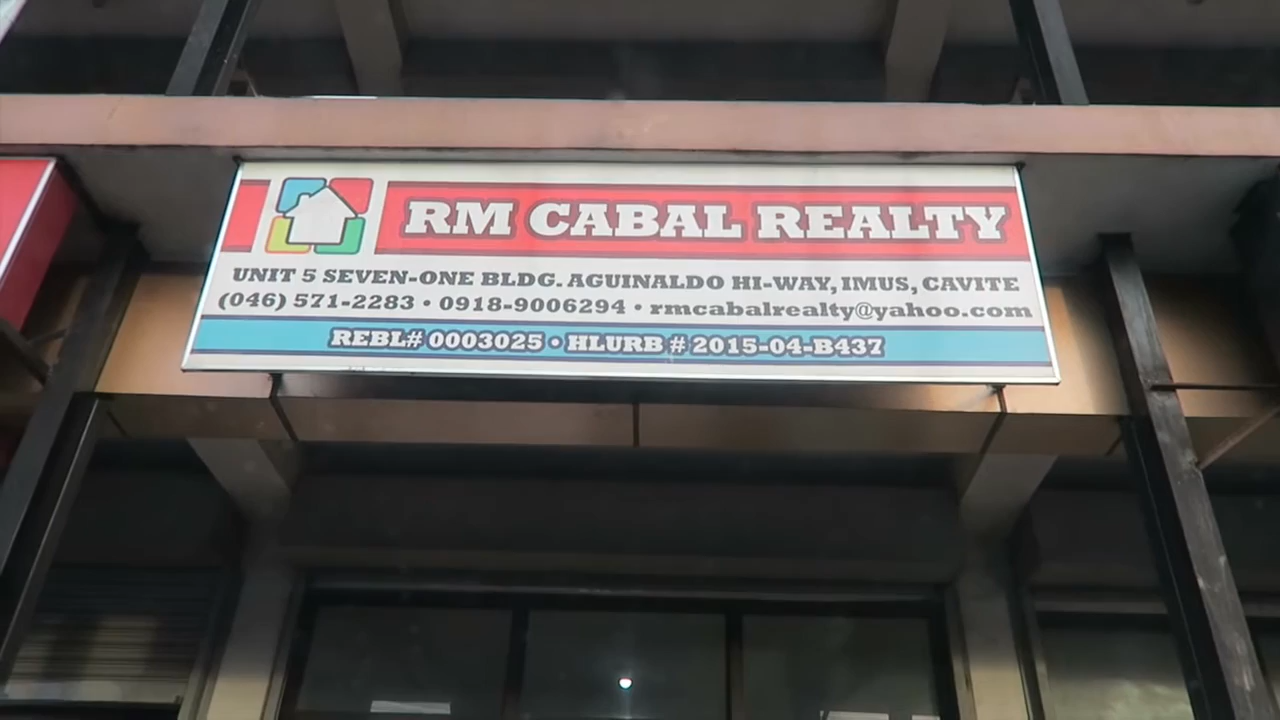 RM CABAL REALTY
UNIT 5 SEVEN-ONE BLDG. AGUINALDO HI-WAY, IMUS, CAVITE
(046) 571-2283 • 0918-9006294 • rmcabalrealty@yahoo.com
REBL# 0003025 • HLURB # 2015-04-B437